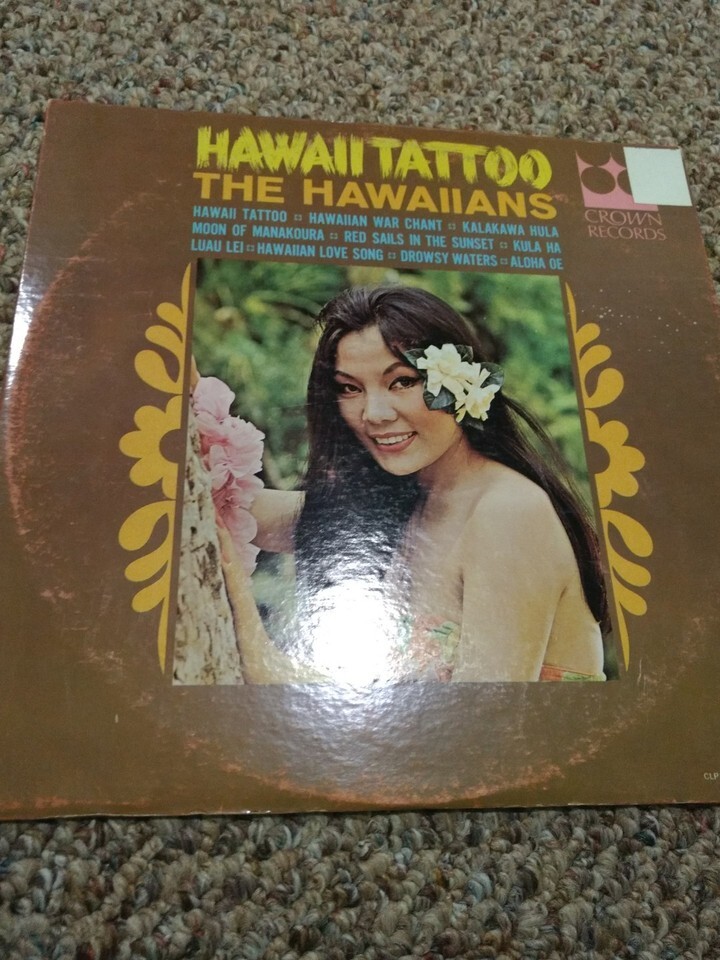 HAWAII TATTOO
THE HAWAIIANS
HAWAII TATTOO ¤ HAWAIIAN WAR CHANT ¤ KALAKAWA HULA
MOON OF MANAKOURA ¤ RED SAILS IN THE SUNSET ¤ KULA HA
LUAU LEI ¤ HAWAIIAN LOVE SONG ¤ DROWSY WATERS ¤ ALOHA OE
CROWN
RECORDS
CLP